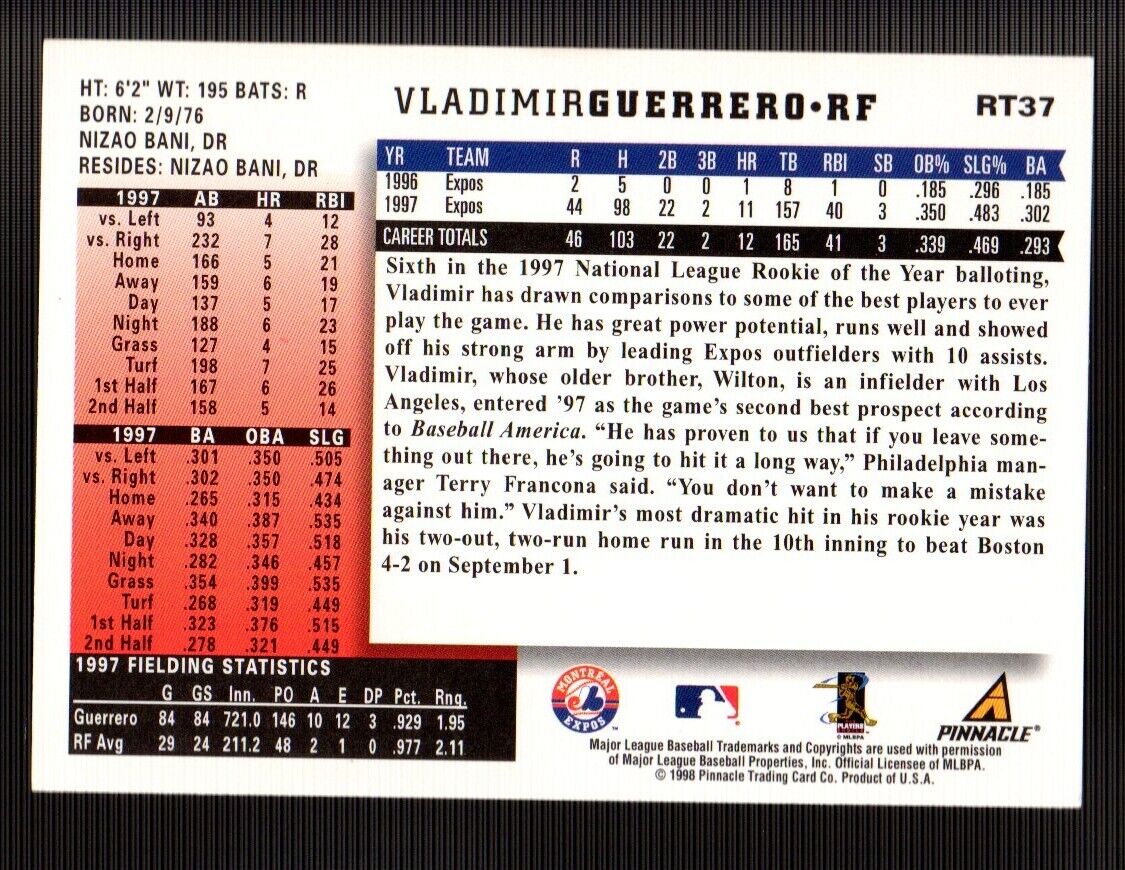 HT: 6'2" WT: 195 BATS: R
BORN: 2/9/76
NIZAO BANI, DR
RESIDES: NIZAO BANI, DR
VLADIMIRGUERRERO•RF
RT37
1997 AB HR RBI
vs. Left 93 4 12
vs. Right 232 7 28
Home 166 5 21
Away 159 6 19
Day 137 5 17
Night 188 6 23
Grass 127 4 15
Turf 198 7 25
1st Half 167 6 26
2nd Half 158 5 14
1997 BA OBA SLG
vs. Left .301 .350 .505
vs. Right .302 .350 .474
Home .265 .315 .434
Away .340 .387 .535
Day .328 .357 .518
Night .282 .346 .457
Grass .354 .399 .535
Turf .268 .319 .449
1st Half .323 .376 .515
2nd Half .278 .321 .449
YR TEAM R H 2B 3B HR TB RBI SB OB% SLG% BA
1996 Expos 2 5 0 0 1 8 1 0 .185 .296 .185
1997 Expos 44 98 22 2 11 157 40 3 .350 .483 .302
CAREER TOTALS 46 103 22 2 12 165 41 3 .339 .469 .293
Sixth in the 1997 National League Rookie of the Year balloting,
Vladimir has drawn comparisons to some of the best players to ever
play the game. He has great power potential, runs well and showed
off his strong arm by leading Expos outfielders with 10 assists.
Vladimir, whose older brother, Wilton, is an infielder with Los
Angeles, entered '97 as the game's second best prospect according
to Baseball America. “He has proven to us that if you leave some-
thing out there, he's going to hit it a long way,” Philadelphia man-
ager Terry Francona said. “You don't want to make a mistake
against him.” Vladimir's most dramatic hit in his rookie year was
his two-out, two-run home run in the 10th inning to beat Boston
4-2 on September 1.
1997 FIELDING STATISTICS
G GS Inn. PO A E DP Pct. Rng.
Guerrero 84 84 721.0 146 10 12 3 .929 1.95
RF Avg 29 24 211.2 48 2 1 0 .977 2.11
MONTREAL
EXPOS
™
PLAYERS
© MLBPA
PINNACLE®
Major League Baseball Trademarks and Copyrights are used with permission
of Major League Baseball Properties, Inc. Official Licensee of MLBPA.
© 1998 Pinnacle Trading Card Co. Product of U.S.A.